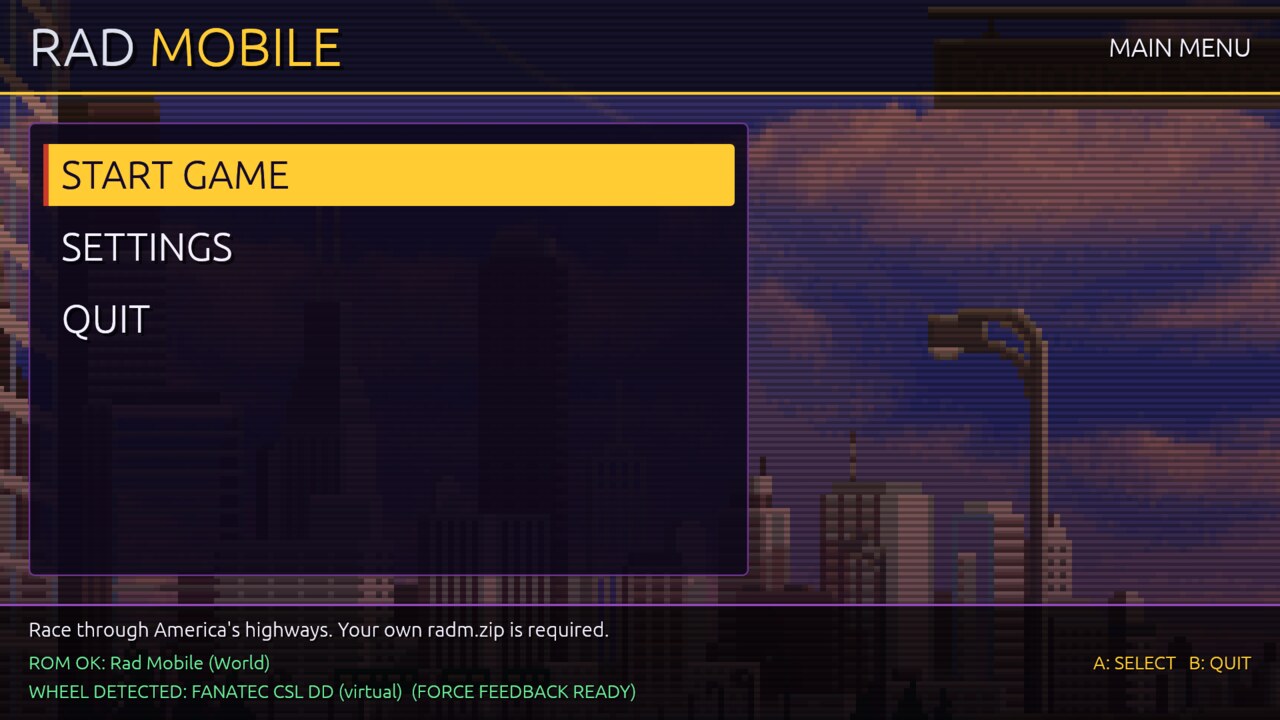 RAD MOBILE
MAIN MENU
START GAME
SETTINGS
QUIT
Race through America's highways. Your own radm.zip is required.
ROM OK: Rad Mobile (World)
A: SELECT B: QUIT
WHEEL DETECTED: FANATEC CSL DD (virtual) (FORCE FEEDBACK READY)